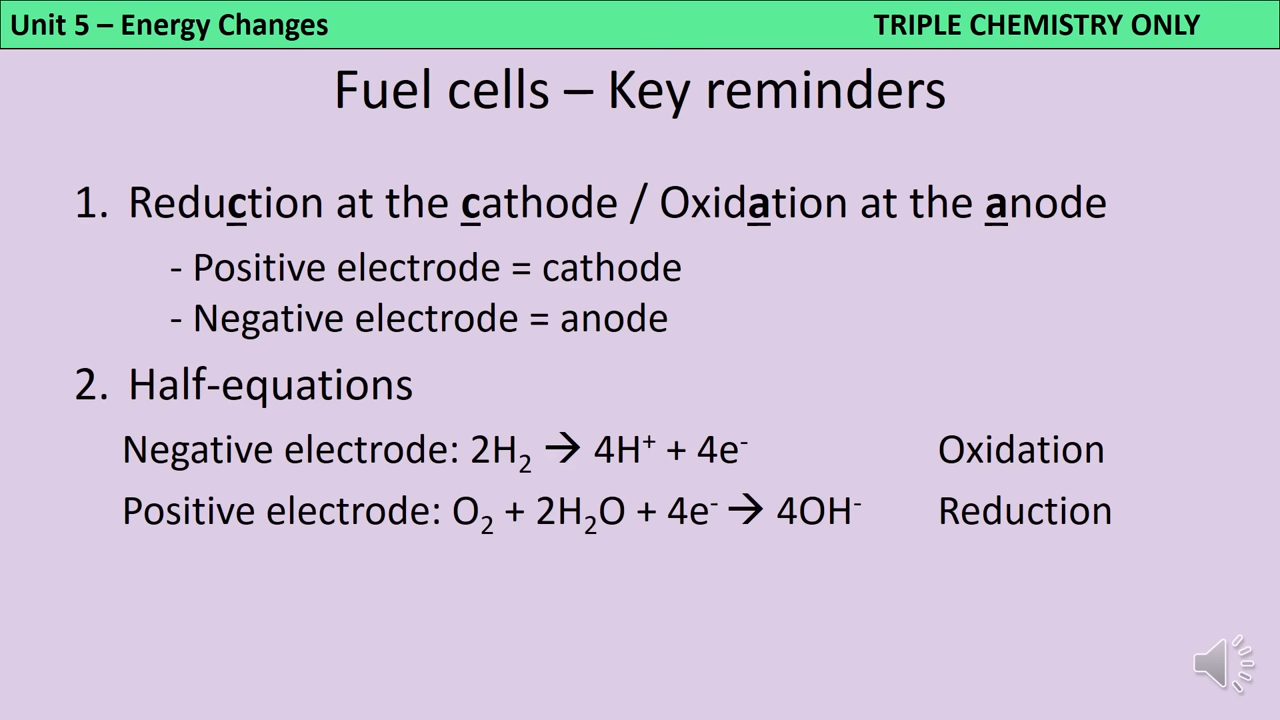 Unit 5 – Energy Changes
TRIPLE CHEMISTRY ONLY
Fuel cells – Key reminders
1. Reduction at the cathode / Oxidation at the anode
- Positive electrode = cathode
- Negative electrode = anode
2. Half-equations
Negative electrode: 2H₂ → 4H⁺ + 4e⁻ Oxidation
Positive electrode: O₂ + 2H₂O + 4e⁻ → 4OH⁻ Reduction